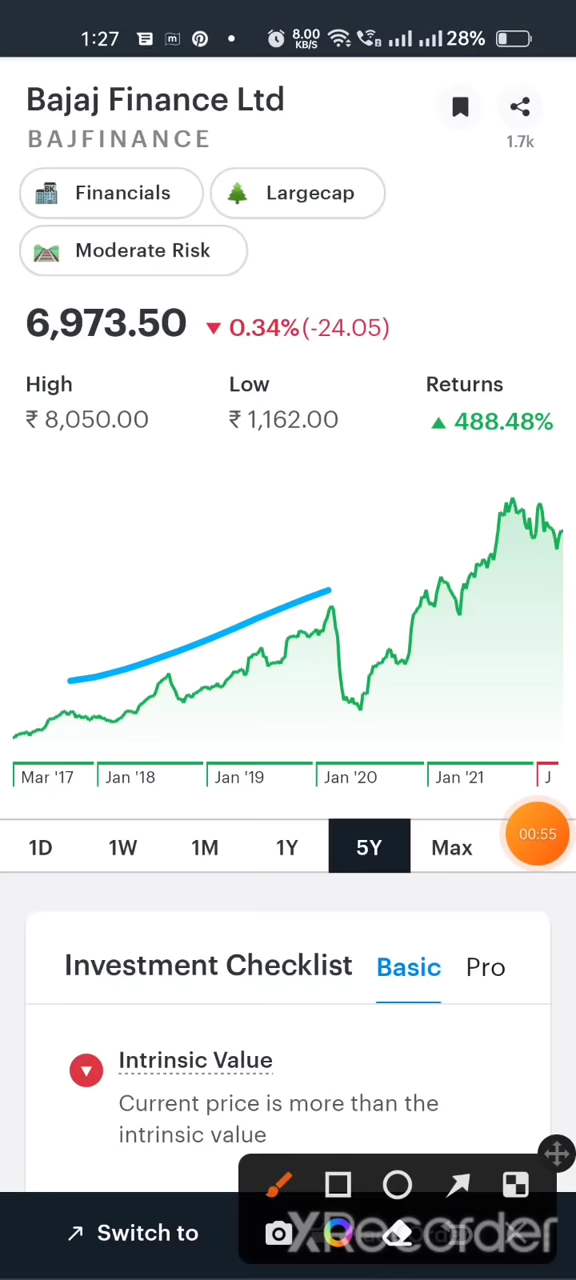 1:27 8.00 KB/S 28%
Bajaj Finance Ltd
BAJFINANCE
1.7k
Financials Largecap
Moderate Risk
6,973.50 ▼ 0.34%(-24.05)
High Low Returns
₹ 8,050.00 ₹ 1,162.00 ▲ 488.48%
Mar '17 Jan '18 Jan '19 Jan '20 Jan '21 J
1D 1W 1M 1Y 5Y Max
00:55
Investment Checklist Basic Pro
Intrinsic Value
Current price is more than the
intrinsic value
Switch to
XRecorder